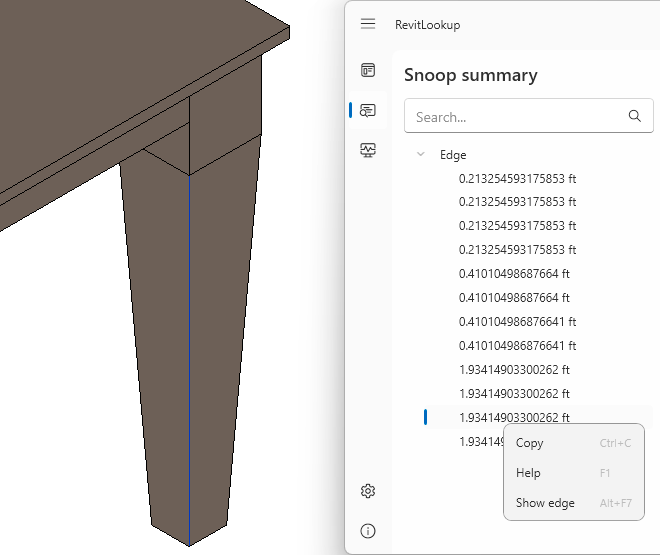 RevitLookup
Snoop summary
Search...
Edge
0.213254593175853 ft
0.213254593175853 ft
0.213254593175853 ft
0.213254593175853 ft
0.41010498687664 ft
0.41010498687664 ft
0.410104986876641 ft
0.410104986876641 ft
1.93414903300262 ft
1.93414903300262 ft
1.93414903300262 ft
1.93414
Copy Ctrl+C
Help F1
Show edge Alt+F7